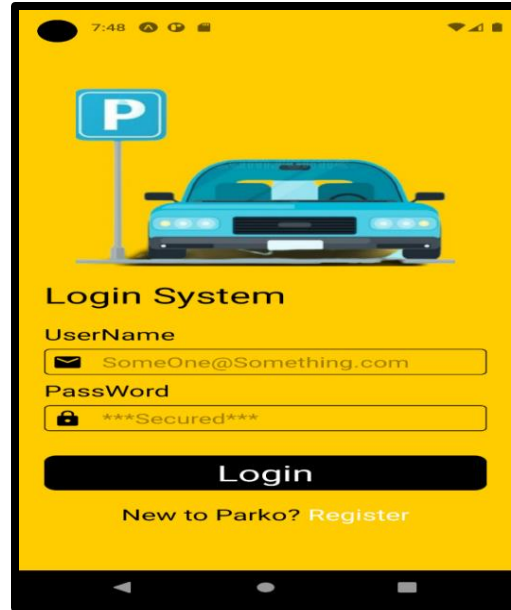 7:48
P
Login System
UserName
SomeOne@Something.com
PassWord
***Secured***
Login
New to Parko? Register